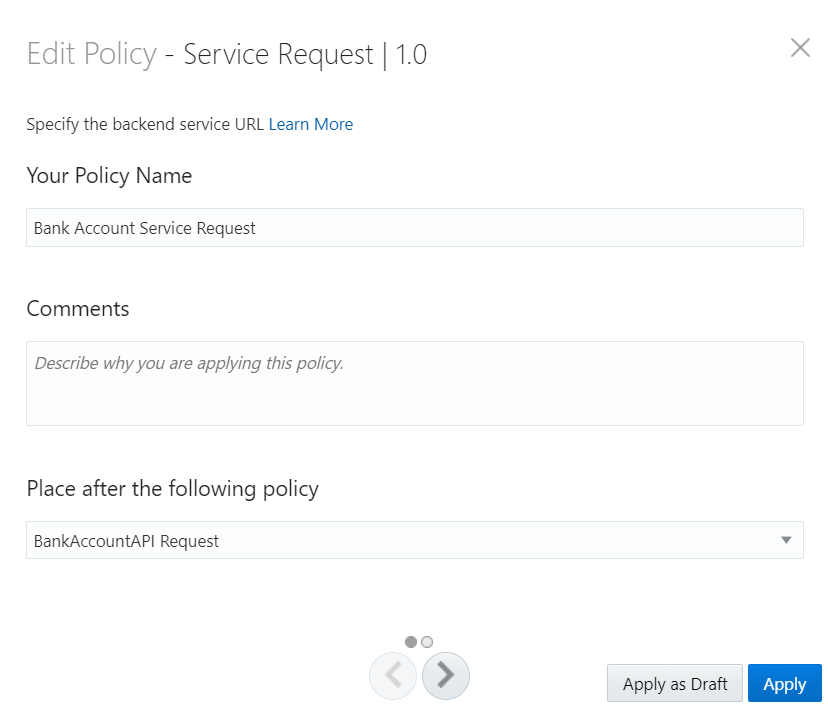 Edit Policy - Service Request | 1.0
Specify the backend service URL Learn More
Your Policy Name
Bank Account Service Request
Comments
Describe why you are applying this policy.
Place after the following policy
BankAccountAPI Request
Apply as Draft
Apply